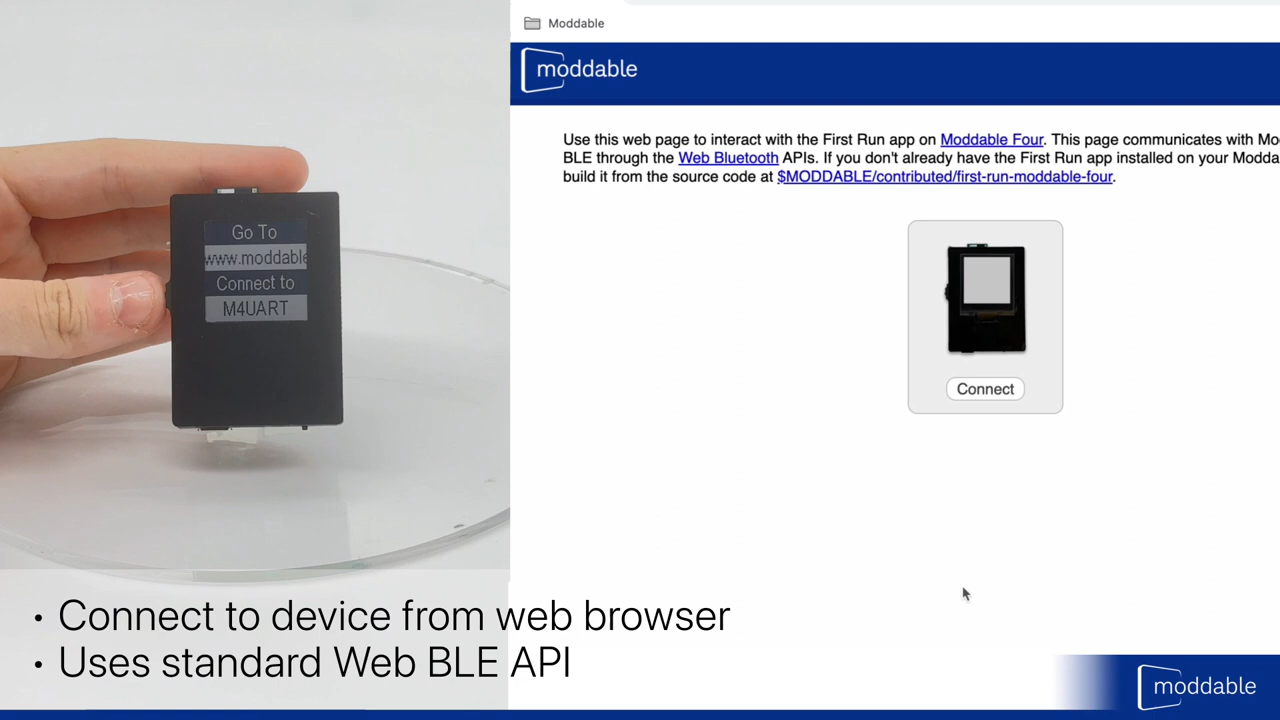 Moddable
moddable
Use this web page to interact with the First Run app on Moddable Four. This page communicates with Mo
BLE through the Web Bluetooth APIs. If you don't already have the First Run app installed on your Modda
build it from the source code at $MODDABLE/contributed/first-run-moddable-four.
Go To
www.moddable
Connect to
M4UART
Connect
• Connect to device from web browser
• Uses standard Web BLE API
moddable